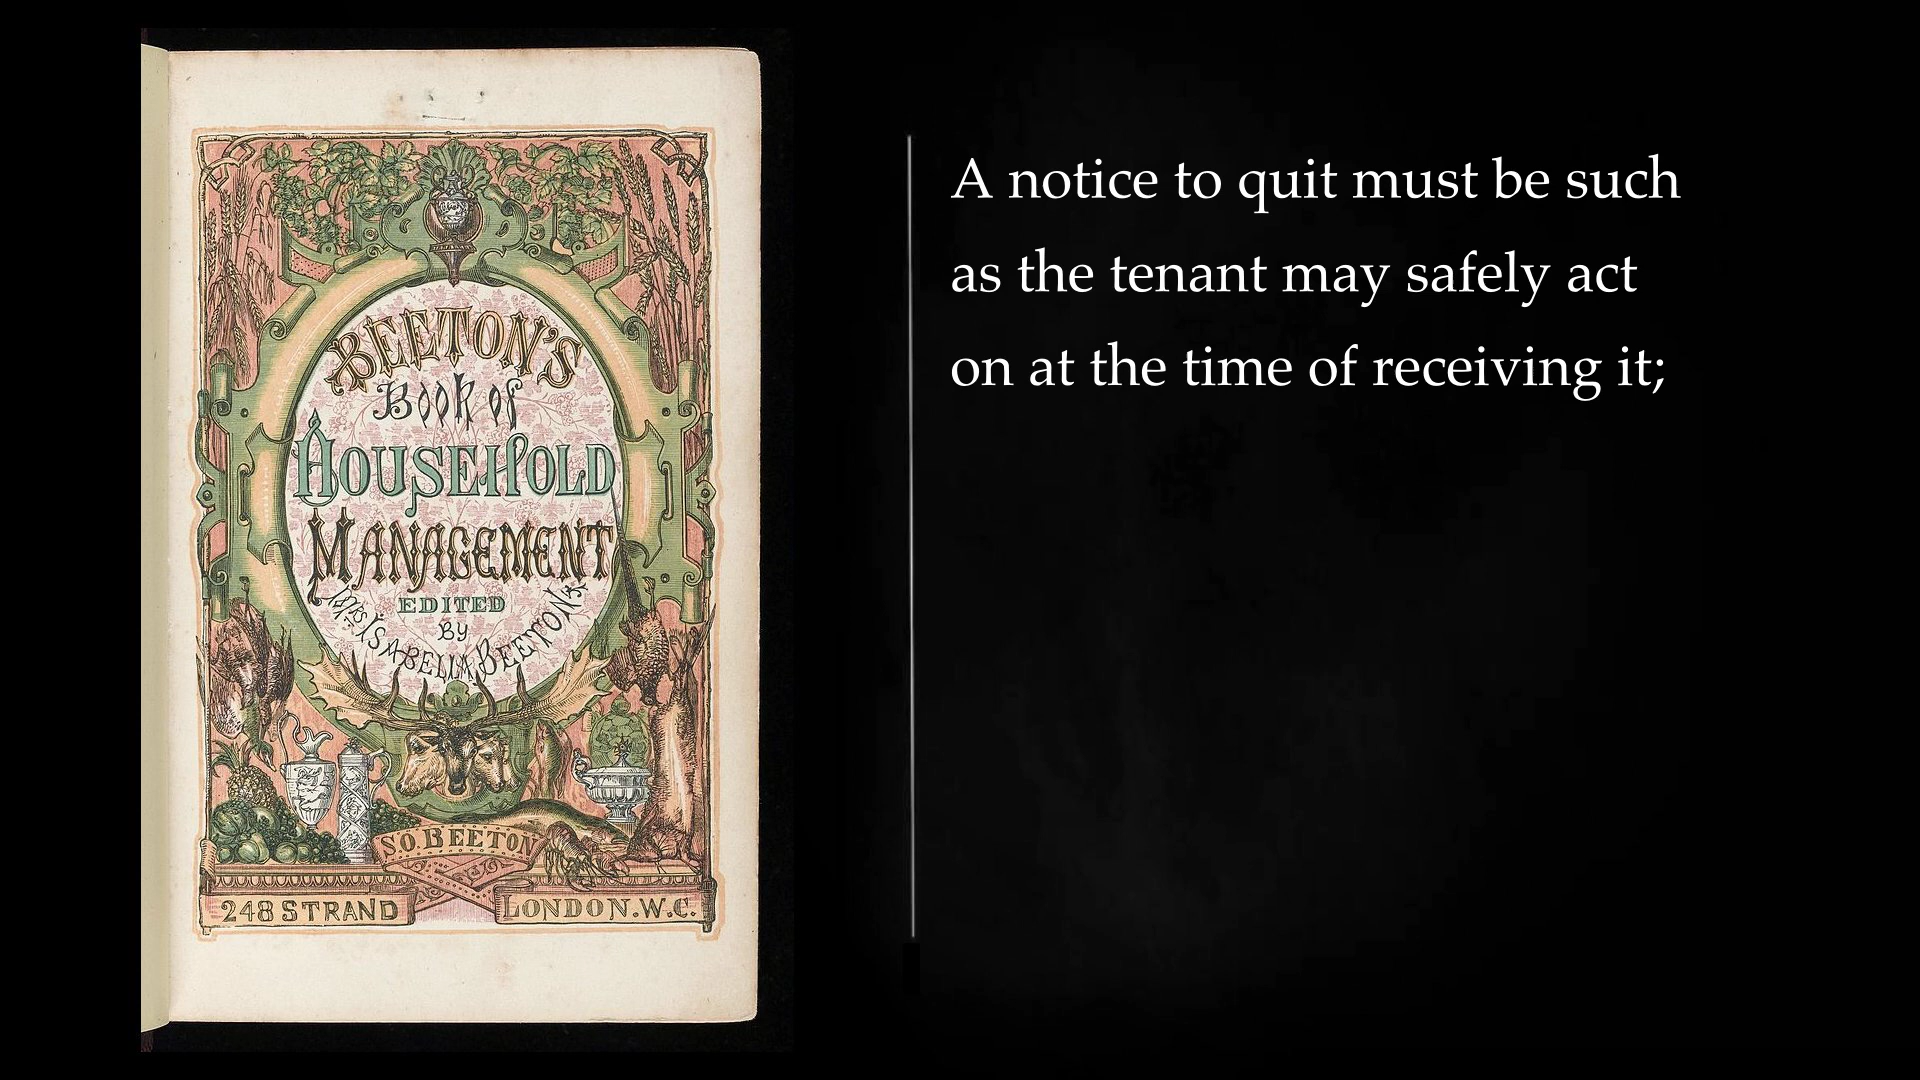 BEETON'S
Book of
HOUSEHOLD
MANAGEMENT
EDITED
By
MRS ISABELLA BEETON
S.O. BEETON
248 STRAND
LONDON. W.C.
A notice to quit must be such
as the tenant may safely act
on at the time of receiving it;